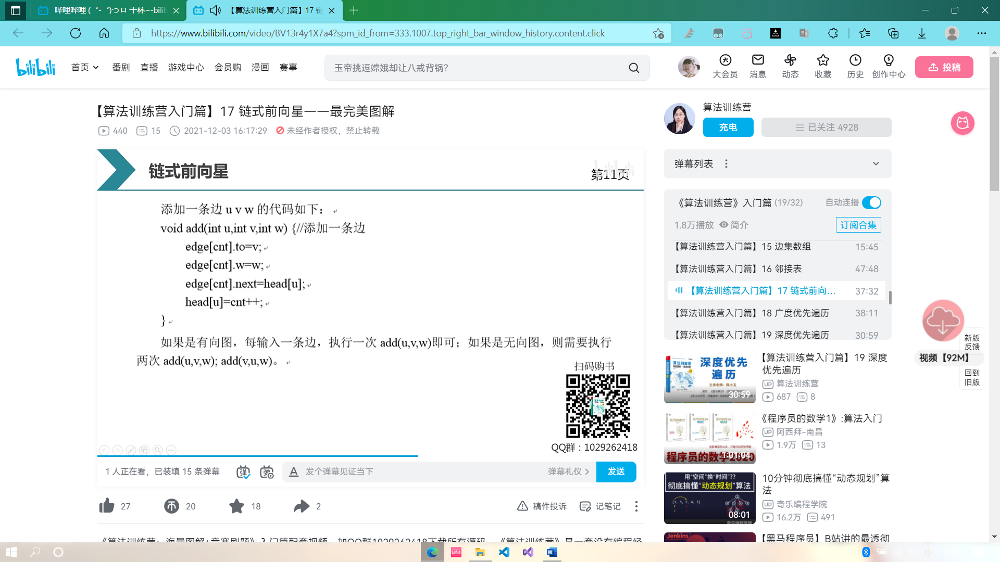 哔哩哔哩 (゜-゜)つロ 干杯~-bilib
【算法训练营入门篇】17 链
https://www.bilibili.com/video/BV13r4y1X7a4?spm_id_from=333.1007.top_right_bar_window_history.content.click
bilibili
首页
番剧
直播
游戏中心
会员购
漫画
赛事
玉帝挑逗嫦娥却让八戒背锅？
大会员
消息
动态
收藏
历史
创作中心
投稿
【算法训练营入门篇】17 链式前向星——最完美图解
440
15
2021-12-03 16:17:29
未经作者授权，禁止转载
链式前向星
bilibili
第11页
添加一条边 u v w 的代码如下：
void add(int u,int v,int w) {//添加一条边
edge[cnt].to=v;
edge[cnt].w=w;
edge[cnt].next=head[u];
head[u]=cnt++;
}
如果是有向图，每输入一条边，执行一次 add(u,v,w)即可；如果是无向图，则需要执行
两次 add(u,v,w); add(v,u,w)。
扫码购书
QQ群：1029262418
1 人正在看，已装填 15 条弹幕
发个弹幕见证当下
弹幕礼仪
发送
27
20
18
2
稿件投诉
记笔记
《算法训练营：海量图解+竞赛刷题》入门篇配套视频，加QQ群1029262418下载所有源码。《算法训练营》是一套没有编程经
算法训练营
充电
已关注 4928
弹幕列表
《算法训练营》入门篇 (19/32)
自动连播
1.8万播放
简介
订阅合集
【算法训练营入门篇】15 边集数组
15:45
【算法训练营入门篇】16 邻接表
47:48
【算法训练营入门篇】17 链式前向...
37:32
【算法训练营入门篇】18 广度优先遍历
38:11
【算法训练营入门篇】19 深度优先遍历
30:59
深度优先
遍历
主讲老师：陈小玉
30:59
【算法训练营入门篇】19 深度
优先遍历
UP 算法训练营
687
8
程序员的数学2020
1:01:04
《程序员的数学1》:算法入门
UP 阿西拜-南昌
1.9万
13
用“空间”换“时间”??
彻底搞懂“动态规划”算法
[1, 5, 2, 4, 3]
08:01
奇乐编程学院
10分钟彻底搞懂“动态规划”算
法
UP 奇乐编程学院
16.2万
491
Jenkins
【黑马程序员】B站讲的最透彻
新版
反馈
视频【92M】
回到
旧版